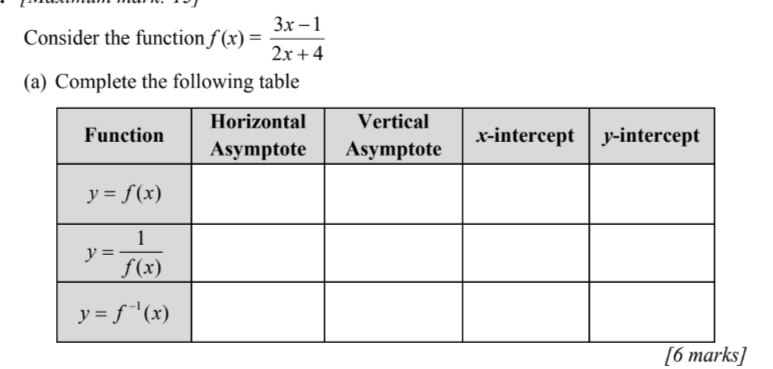 Consider the function f(x) = \frac{3x-1}{2x+4}
(a) Complete the following table
Function | Horizontal Asymptote | Vertical Asymptote | x-intercept | y-intercept
y = f(x)
y = \frac{1}{f(x)}
y = f^{-1}(x)
[6 marks]